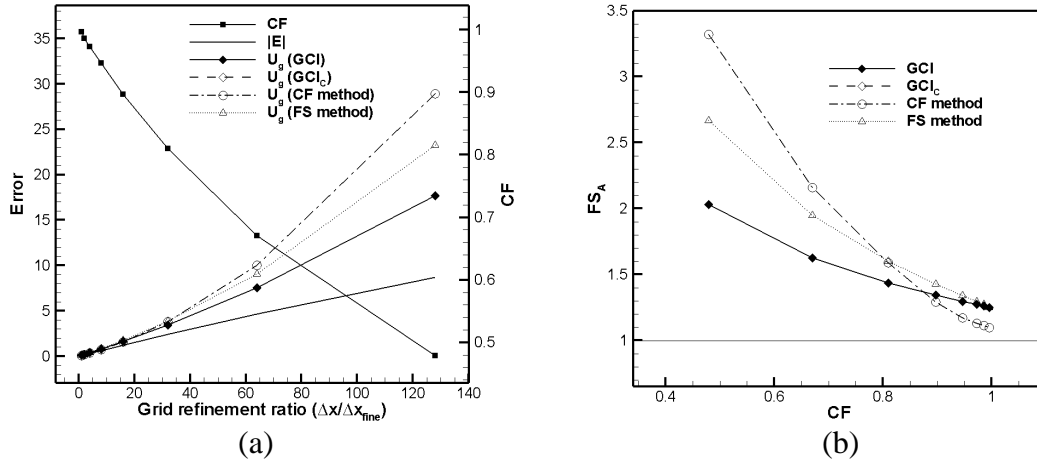 CF
|E|
U_g (GCI)
U_g (GCI_C)
U_g (CF method)
U_g (FS method)
35
30
25
20
15
10
5
0
Error
1
0.9
0.8
0.7
0.6
0.5
CF
0 20 40 60 80 100 120 140
Grid refinement ratio (Δx/Δx_fine)
(a)
GCI
GCI_C
CF method
FS method
3.5
3
2.5
2
1.5
1
0.5
FS_A
0.4 0.6 0.8 1
CF
(b)